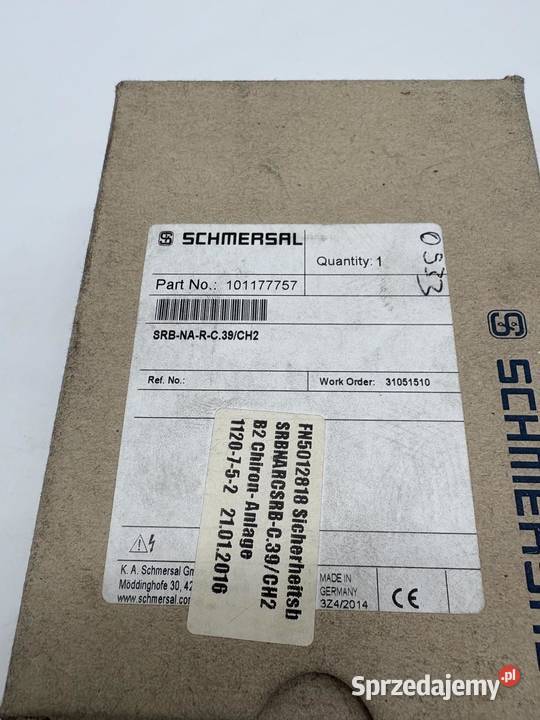 SCHMERSAL
Quantity: 1
0533
Part No.: 101177757
SRB-NA-R-C.39/CH2
Ref. No.:
Work Order: 31051510
FN5012818 Sicherheitsb
SRBNARCSRB-C.39/CH2
B2 Chiron-Anlage
1120-7-5-2 21.01.2016
K. A. Schmersal Gm
Möddinghofe 30, 42
www.schmersal.com
MADE IN
GERMANY
3Z4/2014
CE
SCHMERSAL
Sprzedajemy.pl